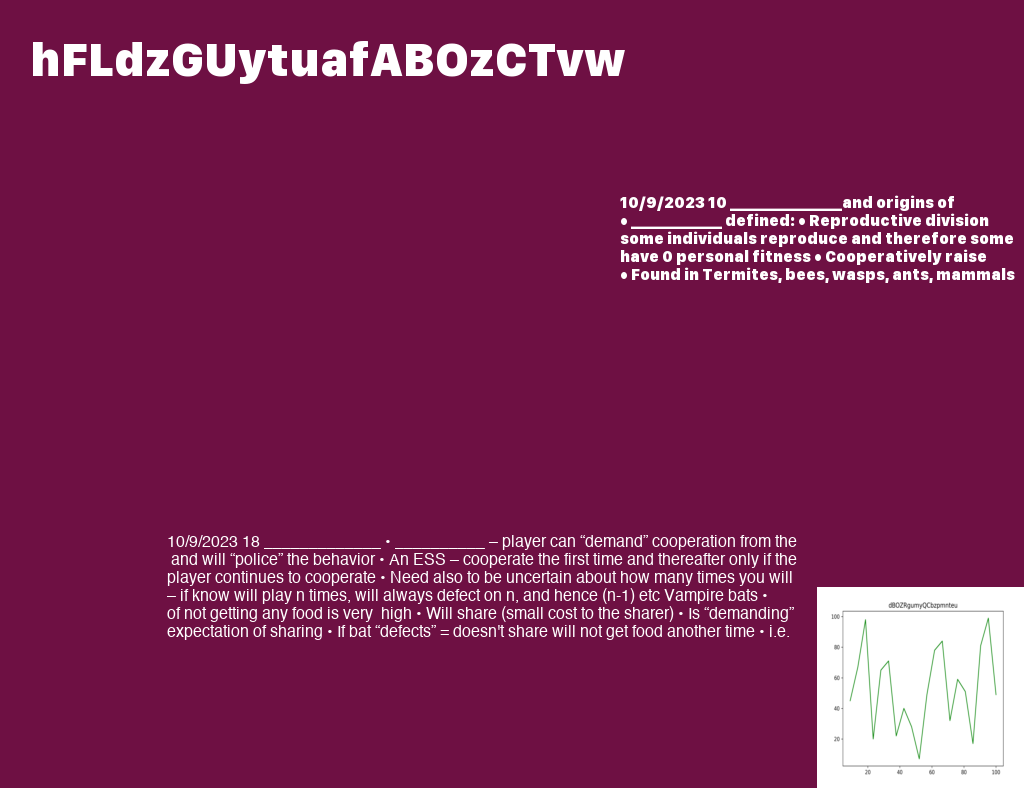 hFLdzGUytuafABOzCTvw
10/9/2023 10 ______________and origins of
• ___________ defined: • Reproductive division
some individuals reproduce and therefore some
have 0 personal fitness • Cooperatively raise
• Found in Termites, bees, wasps, ants, mammals
10/9/2023 18 _____________ • __________ – player can “demand” cooperation from the
and will “police” the behavior • An ESS – cooperate the first time and thereafter only if the
player continues to cooperate • Need also to be uncertain about how many times you will
– if know will play n times, will always defect on n, and hence (n-1) etc Vampire bats •
of not getting any food is very  high • Will share (small cost to the sharer) • Is “demanding”
expectation of sharing • If bat “defects” = doesn't share will not get food another time • i.e.
dBOZRgumyQCbzpmnteu
100
80
60
40
20
20 40 60 80 100